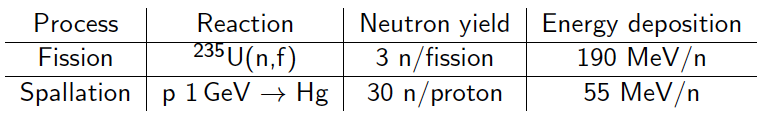 Process Reaction Neutron yield Energy deposition
Fission ²³⁵U(n,f) 3 n/fission 190 MeV/n
Spallation p 1 GeV → Hg 30 n/proton 55 MeV/n